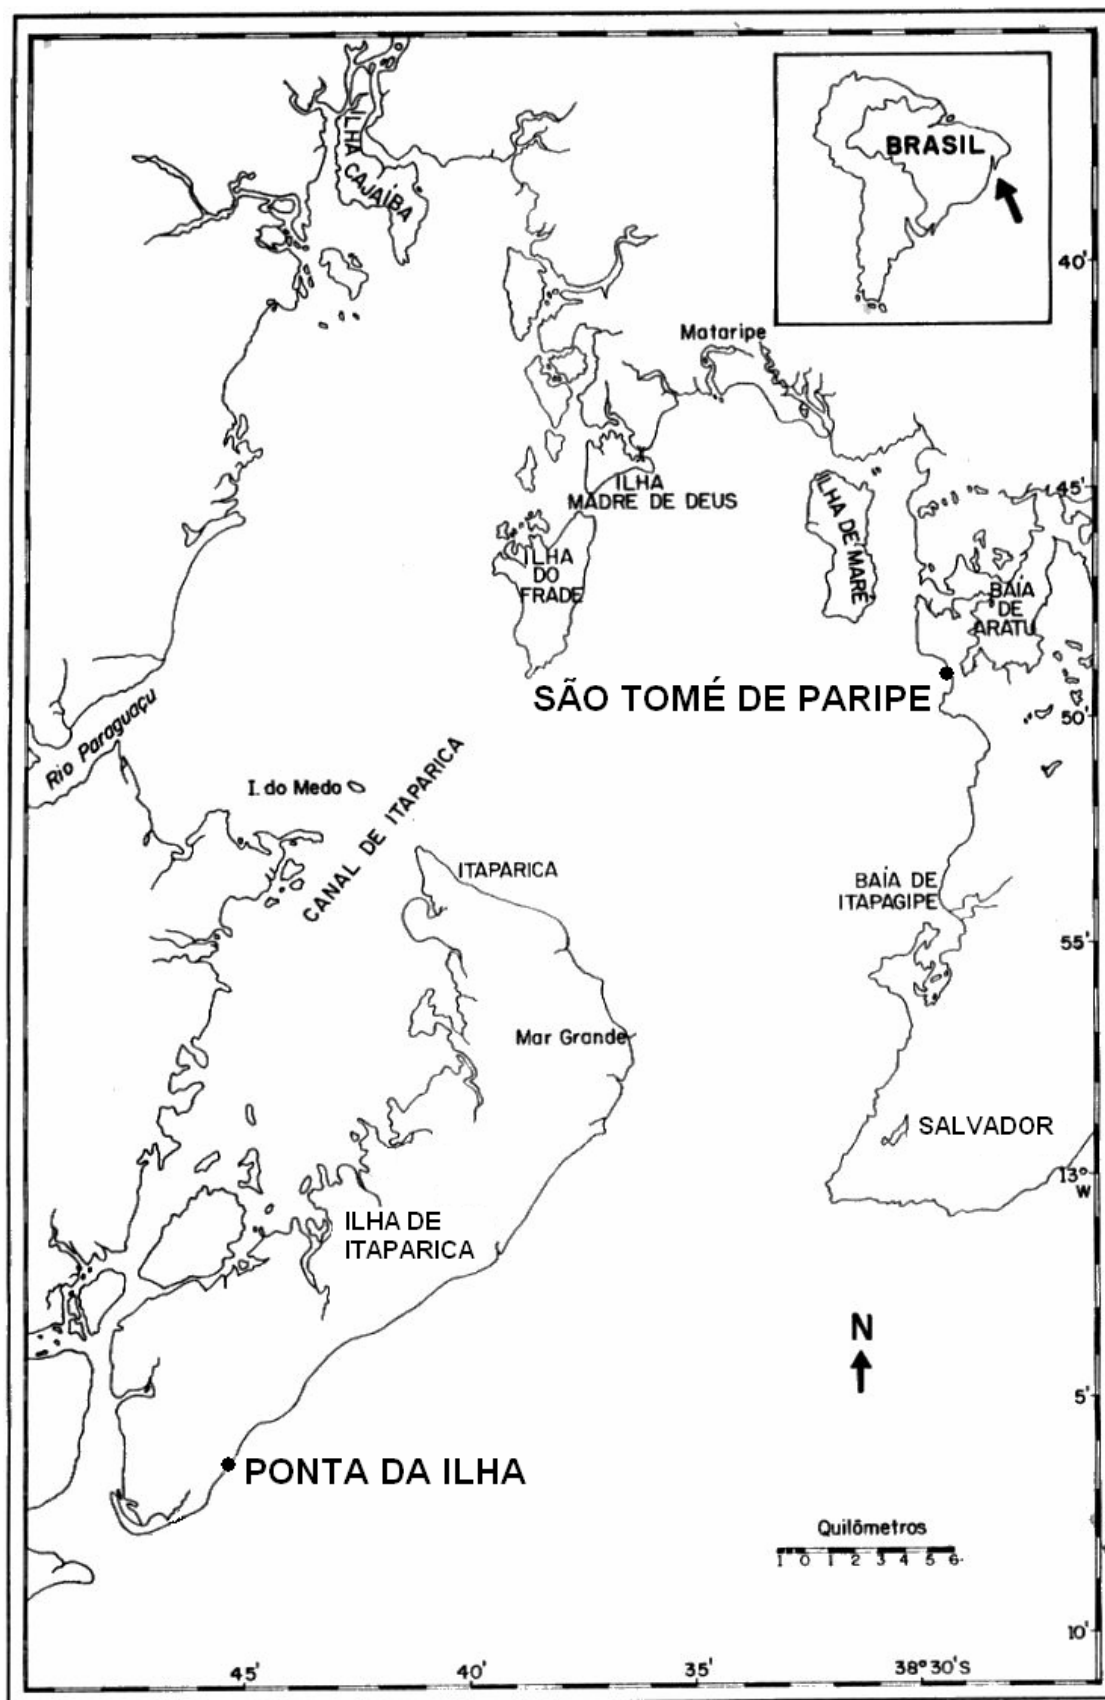 BRASIL
ILHA
CAJAÍBA
40'
Mataripe
ILHA
MADRE DE DEUS
ILHA DE MARÉ
45'
ILHA
DO
FRADE
BAÍA
DE
ARATU
SÃO TOMÉ DE PARIPE
50'
Rio Paraguaçu
I. do Medo
CANAL DE ITAPARICA
ITAPARICA
BAÍA DE
ITAPAGIPE
55'
Mar Grande
SALVADOR
13°
W
ILHA DE
ITAPARICA
N
5'
PONTA DA ILHA
Quilômetros
1 0 1 2 3 4 5 6
10'
45' 40' 35' 38° 30' S